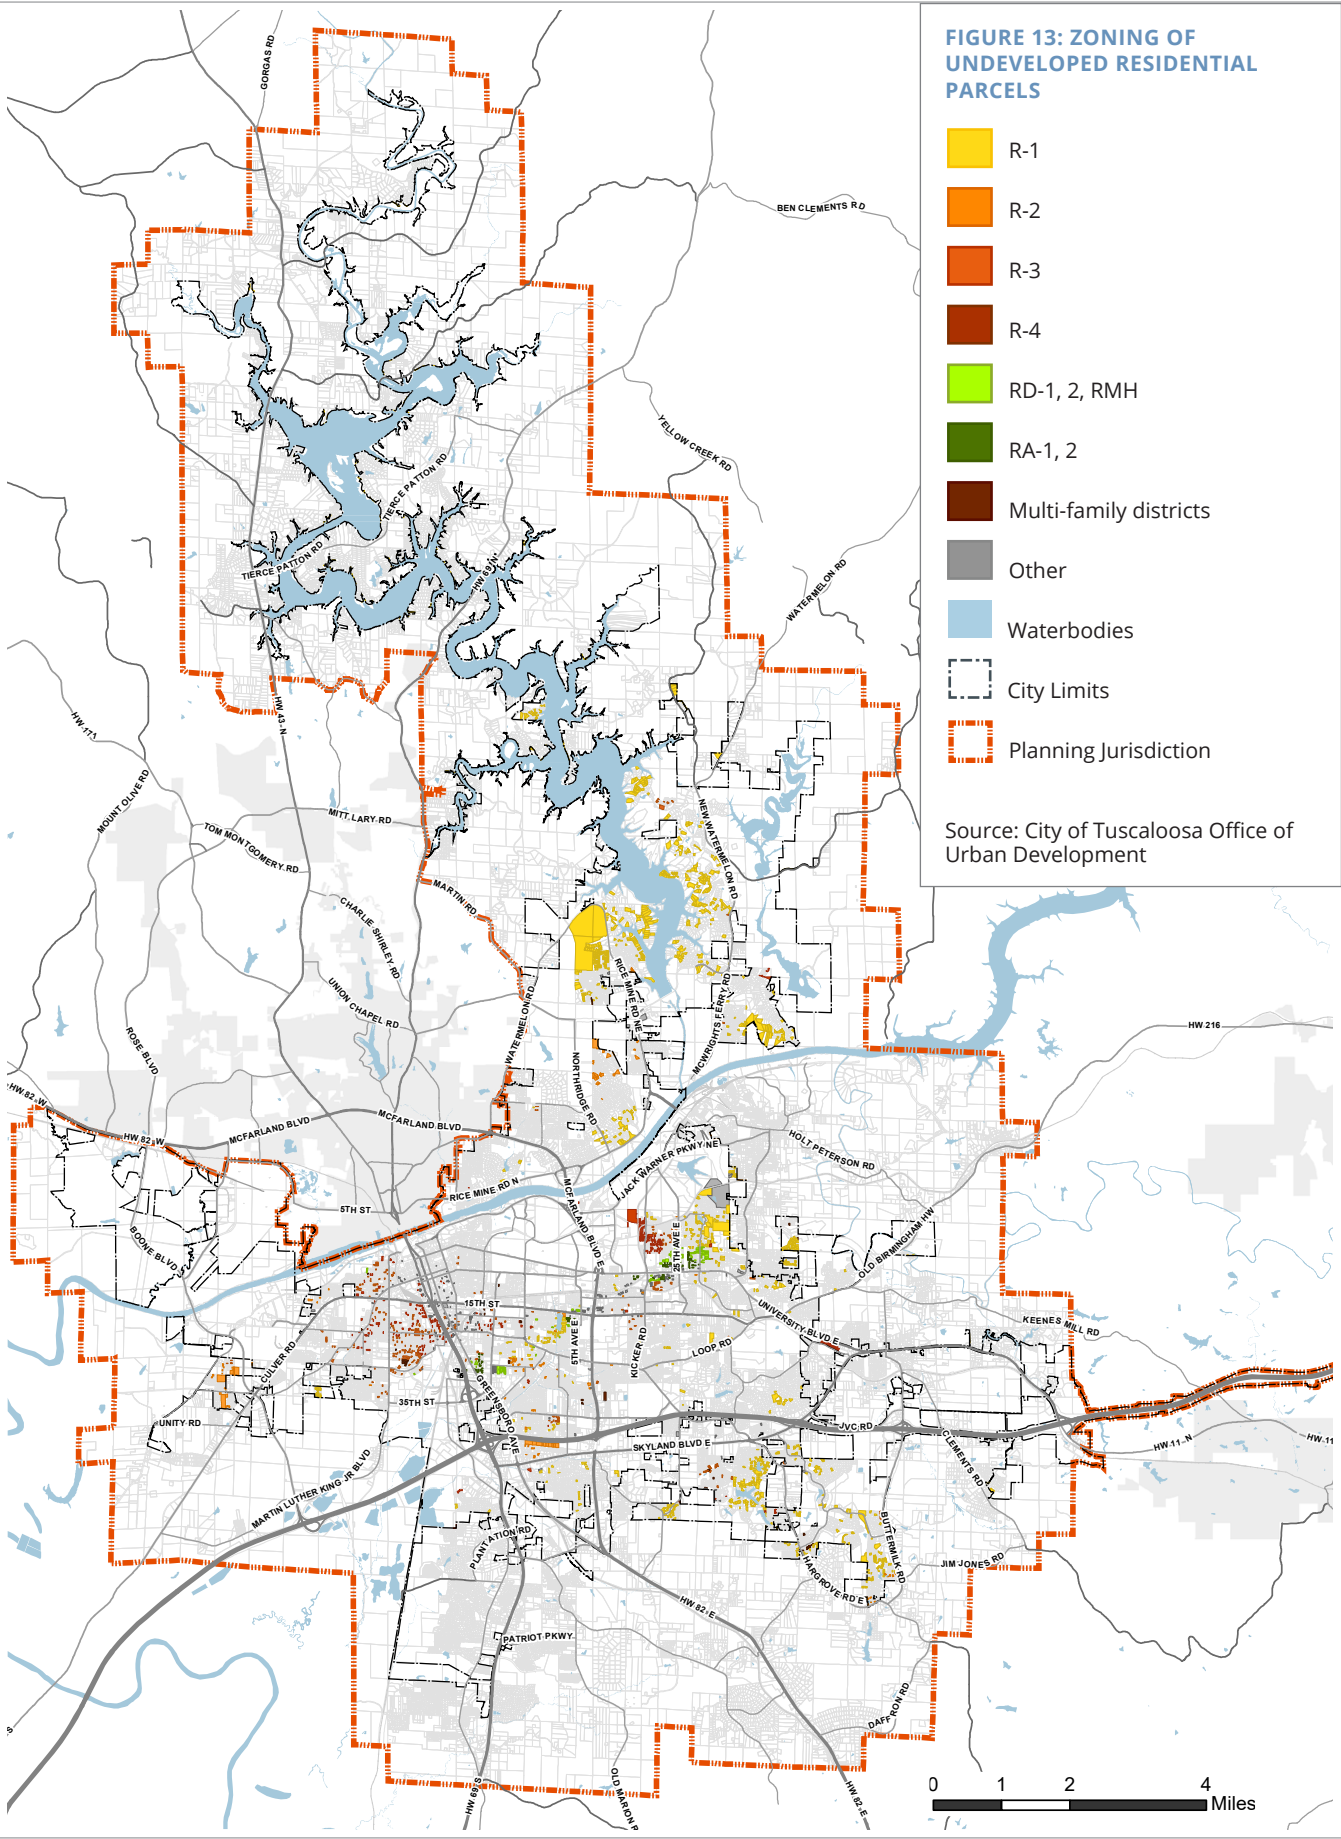 FIGURE 13: ZONING OF
UNDEVELOPED RESIDENTIAL
PARCELS
R-1
R-2
R-3
R-4
RD-1, 2, RMH
RA-1, 2
Multi-family districts
Other
Waterbodies
City Limits
Planning Jurisdiction
Source: City of Tuscaloosa Office of
Urban Development
GORGAS RD
BEN CLEMENTS RD
YELLOW CREEK RD
TIERCE PATTON RD
TIERCE PATTON RD
HW 69 N
WATERMELON RD
HW 171
HW 43 N
MOUNT OLIVE RD
MITT LARY RD
TOM MONTGOMERY RD
NEW WATERMELON RD
MARTIN RD
CHARLIE SHIRLEY RD
UNION CHAPEL RD
RICE MINE RD NE
WATERMELON RD
MCWRIGHTS FERRY RD
HW 216
ROSE BLVD
NORTHRIDGE RD
HW 82 W
HW 82 W
MCFARLAND BLVD
MCFARLAND BLVD
HOLT PETERSON RD
JACK WARNER PKWY NE
RICE MINE RD N
5TH ST
MCFARLAND BLVD E
25TH AVE E
BOONE BLVD
OLD BIRMINGHAM HW
15TH ST
UNIVERSITY BLVD E
KEENES MILL RD
5TH AVE E
KICKER RD
LOOP RD
CULVER RD
GREENSBORO AVE
35TH ST
UNITY RD
JVC RD
SKYLAND BLVD E
CLEMENTS RD
HW 11 N
HW 11
MARTIN LUTHER KING JR BLVD
PLANTATION RD
BUTTERMILK RD
JIM JONES RD
HARGROVE RD E
HW 82 E
PATRIOT PKWY
DAFFRON RD
S
HW 69 S
OLD MARION R
HW 82 E
0 1 2 4
Miles